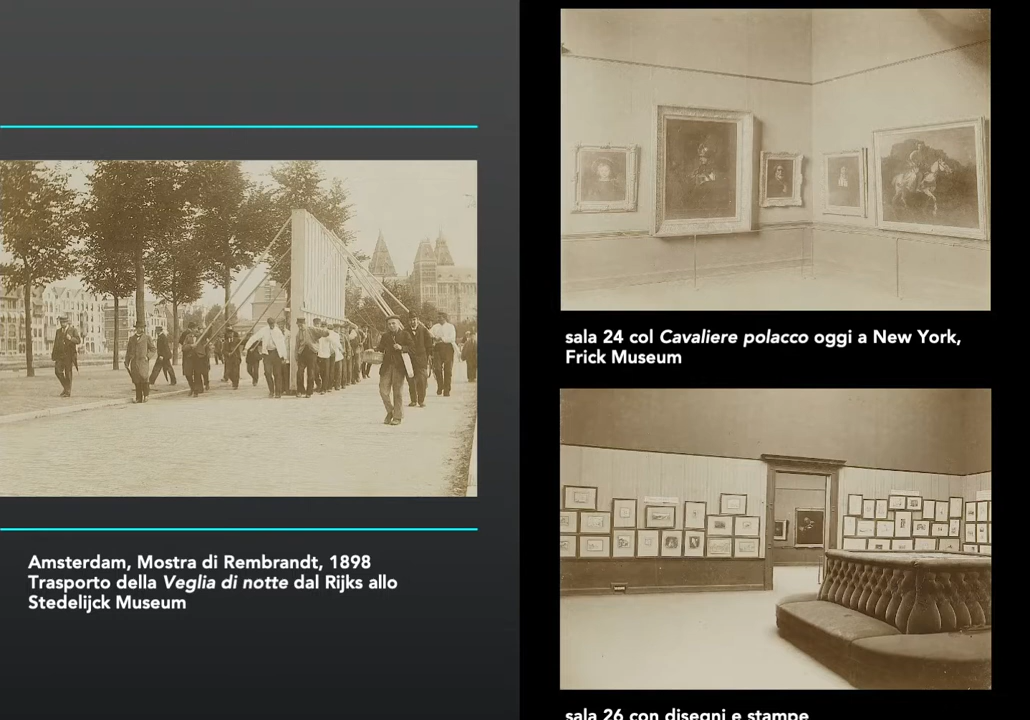 Amsterdam, Mostra di Rembrandt, 1898
Trasporto della Veglia di notte dal Rijks allo
Stedelijck Museum
sala 24 col Cavaliere polacco oggi a New York,
Frick Museum
sala 26 con disegni e stampe